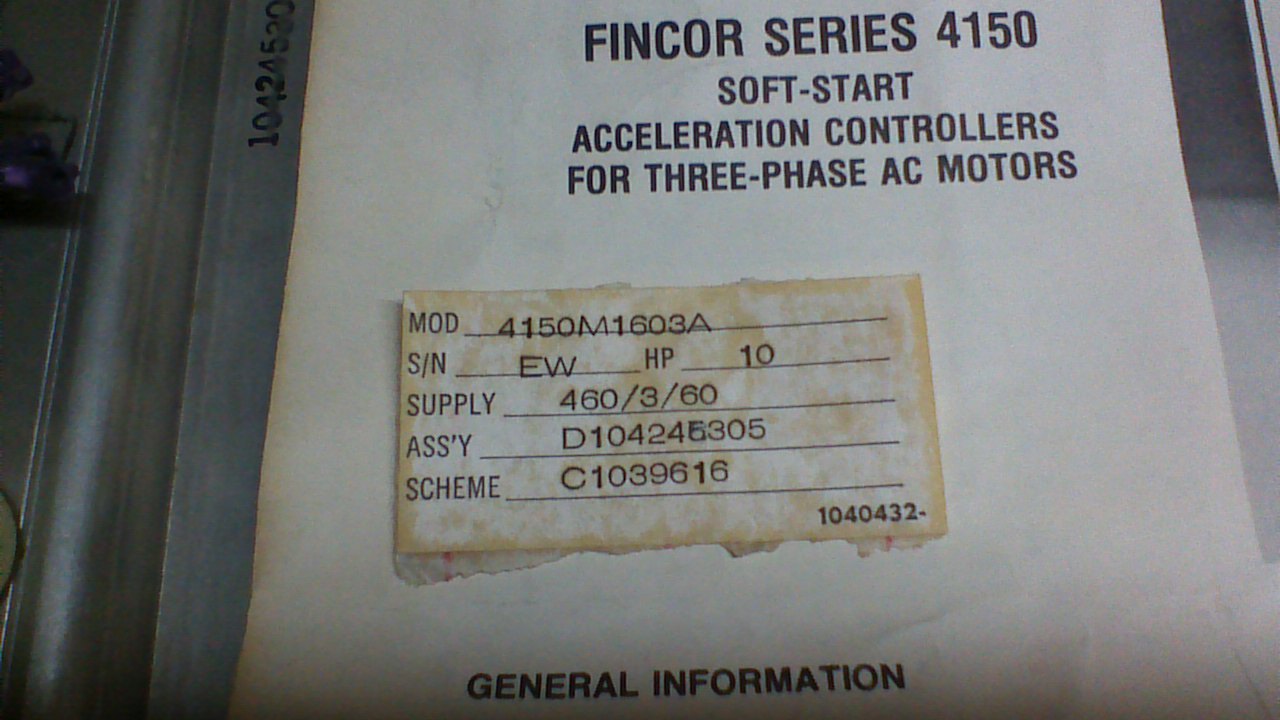 FINCOR SERIES 4150
SOFT-START
ACCELERATION CONTROLLERS
FOR THREE-PHASE AC MOTORS
MOD 4150M1603A
S/N EW HP 10
SUPPLY 460/3/60
ASS'Y
SCHEME C1039616
1040432-
GENERAL INFORMATION